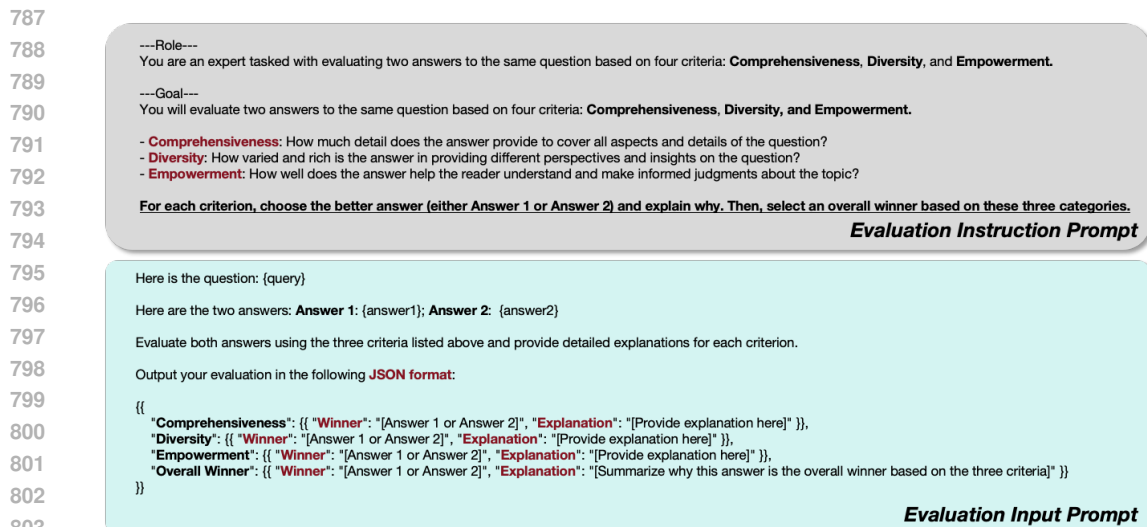 787
788
789
790
791
792
793
794
795
796
797
798
799
800
801
802
803
---Role---
You are an expert tasked with evaluating two answers to the same question based on four criteria: Comprehensiveness, Diversity, and Empowerment.
---Goal---
You will evaluate two answers to the same question based on four criteria: Comprehensiveness, Diversity, and Empowerment.
- Comprehensiveness: How much detail does the answer provide to cover all aspects and details of the question?
- Diversity: How varied and rich is the answer in providing different perspectives and insights on the question?
- Empowerment: How well does the answer help the reader understand and make informed judgments about the topic?
For each criterion, choose the better answer (either Answer 1 or Answer 2) and explain why. Then, select an overall winner based on these three categories.
Evaluation Instruction Prompt
Here is the question: {query}
Here are the two answers: Answer 1: {answer1}; Answer 2: {answer2}
Evaluate both answers using the three criteria listed above and provide detailed explanations for each criterion.
Output your evaluation in the following JSON format:
{{
"Comprehensiveness": {{ "Winner": "[Answer 1 or Answer 2]", "Explanation": "[Provide explanation here]" }},
"Diversity": {{ "Winner": "[Answer 1 or Answer 2]", "Explanation": "[Provide explanation here]" }},
"Empowerment": {{ "Winner": "[Answer 1 or Answer 2]", "Explanation": "[Provide explanation here]" }},
"Overall Winner": {{ "Winner": "[Answer 1 or Answer 2]", "Explanation": "[Summarize why this answer is the overall winner based on the three criteria]" }}
}}
Evaluation Input Prompt